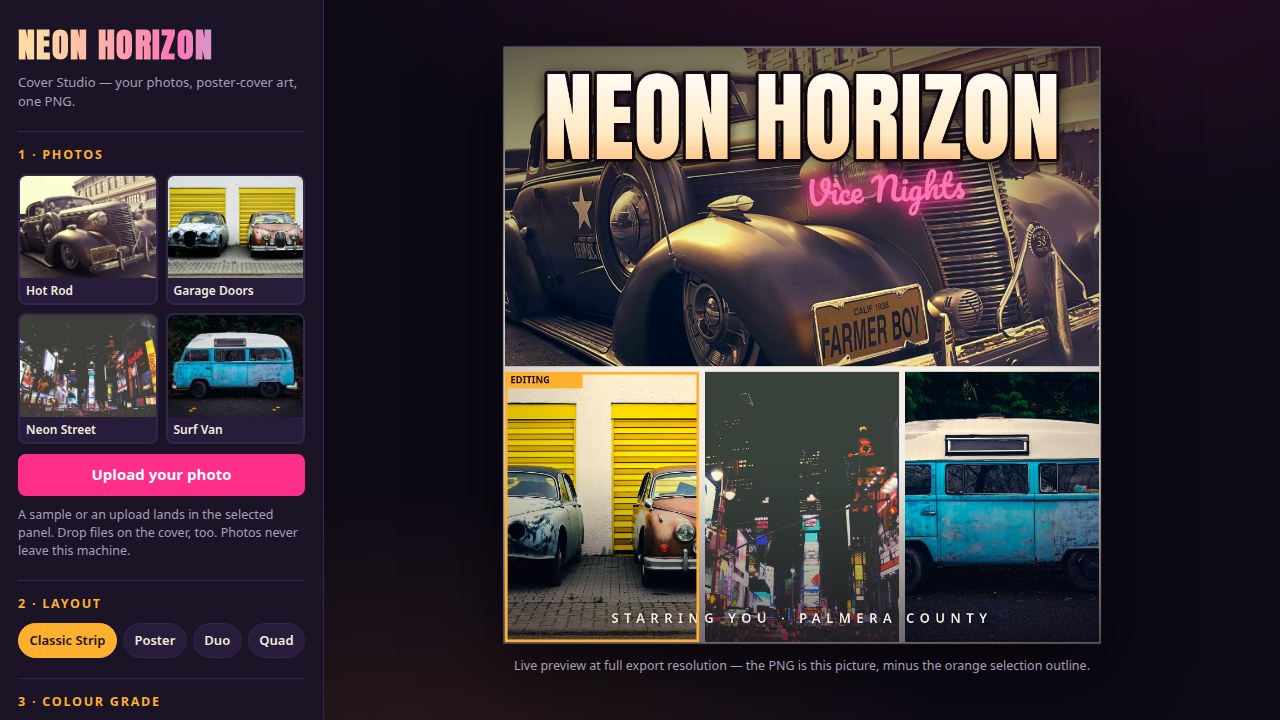 NEON HORIZON
Cover Studio — your photos, poster-cover art,
one PNG.
1 · PHOTOS
Hot Rod
Garage Doors
Neon Street
Surf Van
Upload your photo
A sample or an upload lands in the selected
panel. Drop files on the cover, too. Photos never
leave this machine.
2 · LAYOUT
Classic Strip
Poster
Duo
Quad
3 · COLOUR GRADE
NEON HORIZON
Vice Nights
38
CALIF 1938
FARMER BOY
EDITING
STARRING YOU · PALMERA COUNTY
Live preview at full export resolution — the PNG is this picture, minus the orange selection outline.